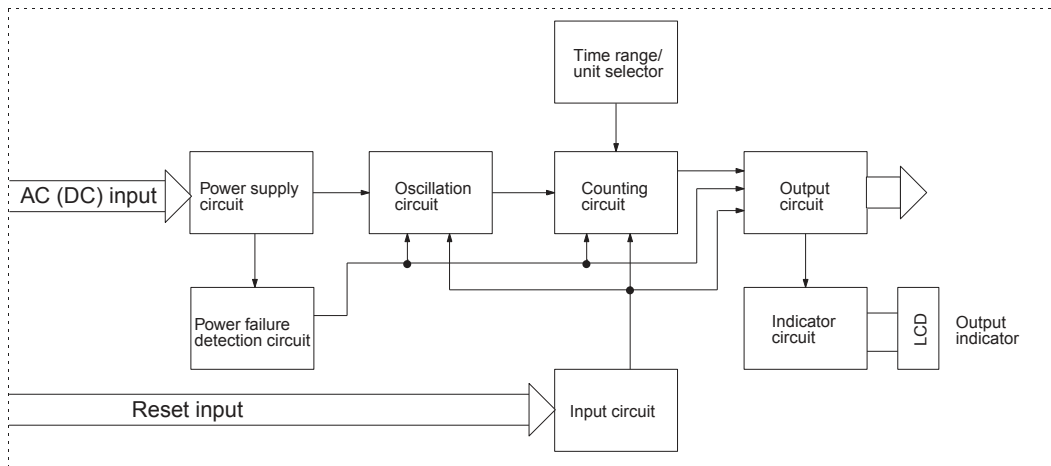 Time range/
unit selector
AC (DC) input
Power supply
circuit
Oscillation
circuit
Counting
circuit
Output
circuit
Power failure
detection circuit
Indicator
circuit
LCD
Output
indicator
Reset input
Input circuit